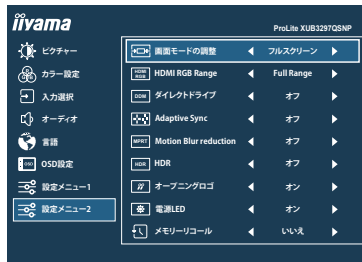 iiyama
ProLite XUB3297QSNP
ピクチャー
カラー設定
入力選択
オーディオ
言語
OSD OSD設定
設定メニュー1
設定メニュー2
画面モードの調整 フルスクリーン
HDMI RGB HDMI RGB Range Full Range
DDM ダイレクトドライブ オフ
Adaptive Sync オフ
MPRT Motion Blur reduction オフ
HDR HDR オフ
オープニングロゴ オン
電源LED オン
メモリーリコール いいえ